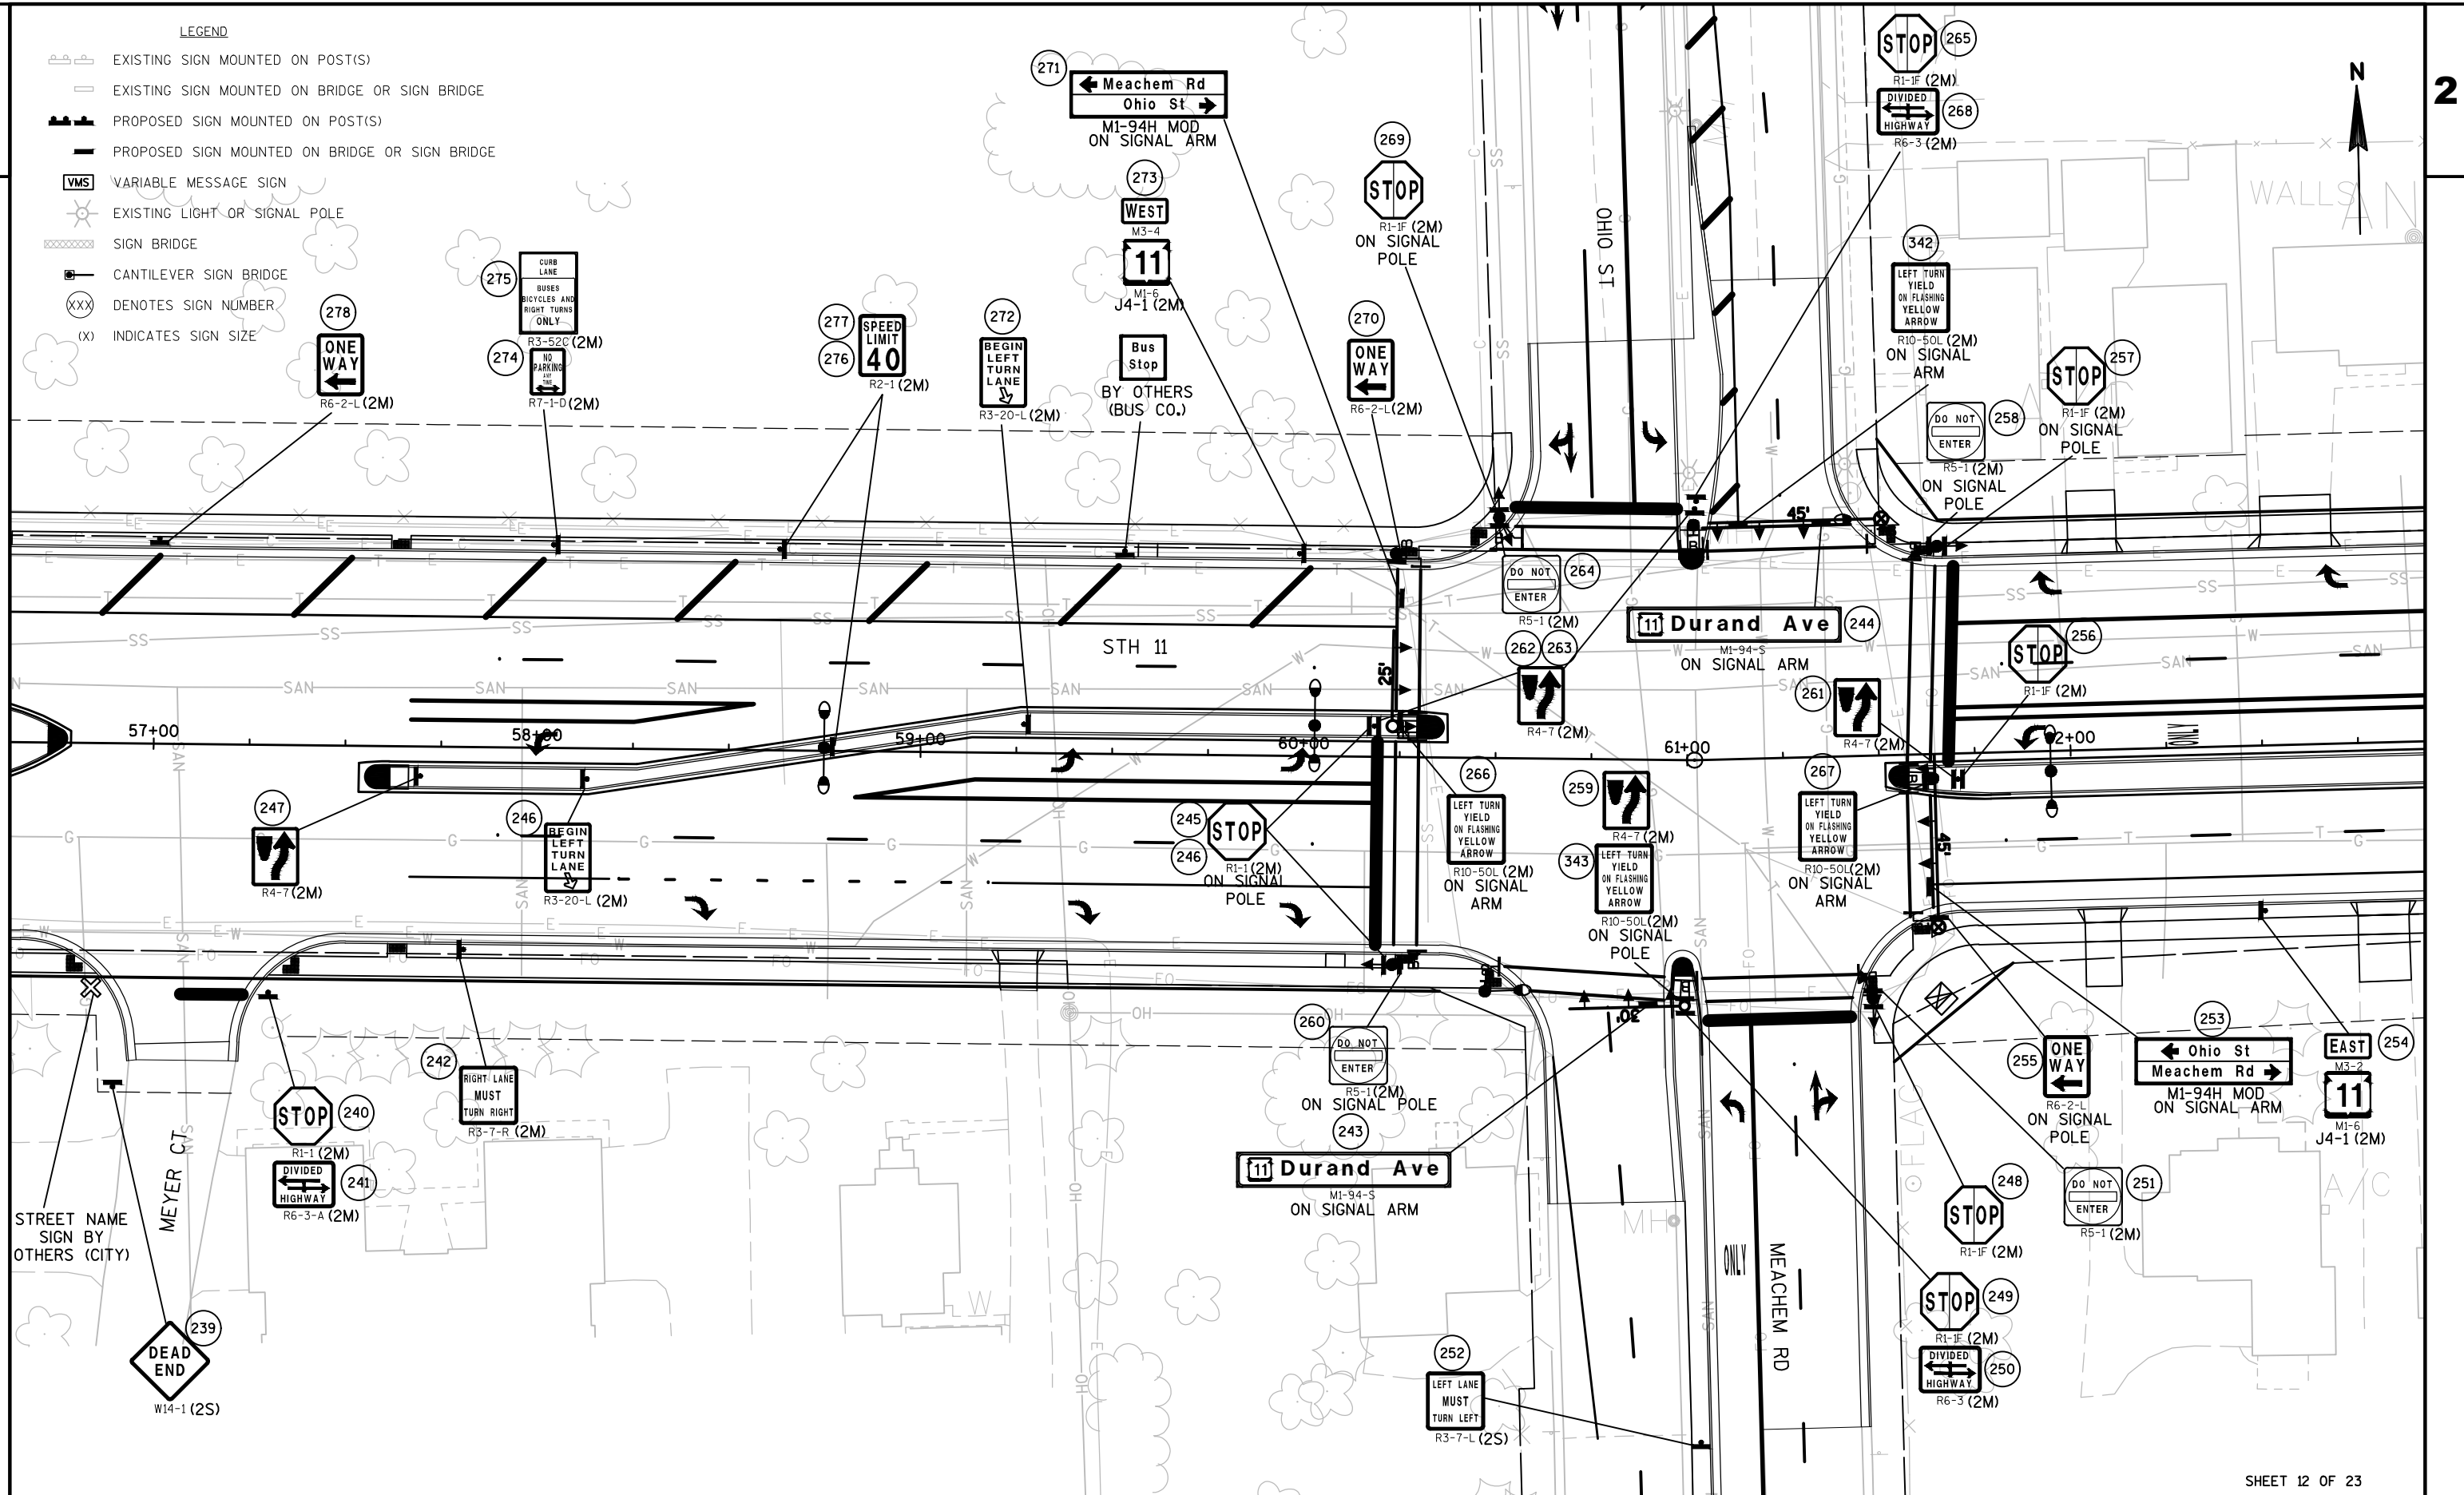 LEGEND
EXISTING SIGN MOUNTED ON POST(S)
EXISTING SIGN MOUNTED ON BRIDGE OR SIGN BRIDGE
PROPOSED SIGN MOUNTED ON POST(S)
PROPOSED SIGN MOUNTED ON BRIDGE OR SIGN BRIDGE
VMS VARIABLE MESSAGE SIGN
EXISTING LIGHT OR SIGNAL POLE
SIGN BRIDGE
CANTILEVER SIGN BRIDGE
XXX DENOTES SIGN NUMBER
(X) INDICATES SIGN SIZE
278
ONE
WAY
R6-2-L (2M)
275
CURB
LANE
BUSES
BICYCLES AND
RIGHT TURNS
ONLY
R3-52C (2M)
274
NO
PARKING
ANY
TIME
R7-1-D (2M)
277
276
SPEED
LIMIT
40
R2-1 (2M)
272
BEGIN
LEFT
TURN
LANE
R3-20-L (2M)
271
Meachem Rd
Ohio St
M1-94H MOD
ON SIGNAL ARM
273
WEST
M3-4
11
M1-6
J4-1 (2M)
Bus
Stop
BY OTHERS
(BUS CO.)
269
STOP
R1-1F (2M)
ON SIGNAL
POLE
270
ONE
WAY
R6-2-L (2M)
OHIO ST
265
STOP
R1-1F (2M)
DIVIDED
HIGHWAY
268
R6-3 (2M)
342
LEFT TURN
YIELD
ON FLASHING
YELLOW
ARROW
R10-50L (2M)
ON SIGNAL
ARM
257
STOP
R1-1F (2M)
ON SIGNAL
POLE
258
DO NOT
ENTER
R5-1 (2M)
ON SIGNAL
POLE
N
2
WALLS
264
DO NOT
ENTER
R5-1 (2M)
45'
25'
11 Durand Ave
244
M1-94-S
ON SIGNAL ARM
262 263
R4-7 (2M)
256
STOP
R1-1F (2M)
261
R4-7 (2M)
STH 11
57+00
58+00
59+00
60+00
61+00
62+00
ONLY
247
R4-7 (2M)
246
BEGIN
LEFT
TURN
LANE
R3-20-L (2M)
245
246
STOP
R1-1 (2M)
ON SIGNAL
POLE
266
LEFT TURN
YIELD
ON FLASHING
YELLOW
ARROW
R10-50L (2M)
ON SIGNAL
ARM
259
R4-7 (2M)
343
LEFT TURN
YIELD
ON FLASHING
YELLOW
ARROW
R10-50L (2M)
ON SIGNAL
POLE
267
LEFT TURN
YIELD
ON FLASHING
YELLOW
ARROW
R10-50L (2M)
ON SIGNAL
ARM
45'
30'
STREET NAME
SIGN BY
OTHERS (CITY)
MEYER CT
239
DEAD
END
W14-1 (2S)
240
STOP
R1-1 (2M)
DIVIDED
HIGHWAY
241
R6-3-A (2M)
242
RIGHT LANE
MUST
TURN RIGHT
R3-7-R (2M)
260
DO NOT
ENTER
R5-1 (2M)
ON SIGNAL POLE
243
11 Durand Ave
M1-94-S
ON SIGNAL ARM
252
LEFT LANE
MUST
TURN LEFT
R3-7-L (2S)
ONLY
MEACHEM RD
MH
255
ONE
WAY
R6-2-L
ON SIGNAL
POLE
253
Ohio St
Meachem Rd
M1-94H MOD
ON SIGNAL ARM
EAST
254
M3-2
11
M1-6
J4-1 (2M)
248
STOP
R1-1F (2M)
251
DO NOT
ENTER
R5-1 (2M)
249
STOP
R1-1F (2M)
DIVIDED
HIGHWAY
250
R6-3 (2M)
A/C
SHEET 12 OF 23